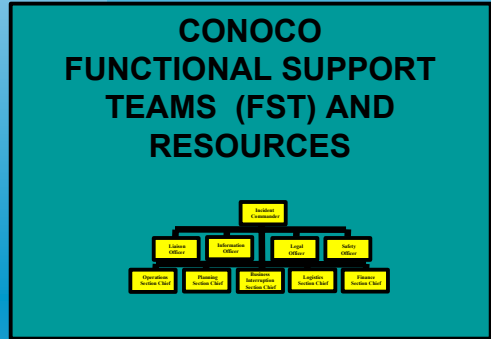 CONOCO
FUNCTIONAL SUPPORT
TEAMS (FST) AND
RESOURCES
Incident
Commander
Liaison
Officer
Information
Officer
Legal
Officer
Safety
Officer
Operations
Section Chief
Planning
Section Chief
Business
Interruption
Section Chief
Logistics
Section Chief
Finance
Section Chief